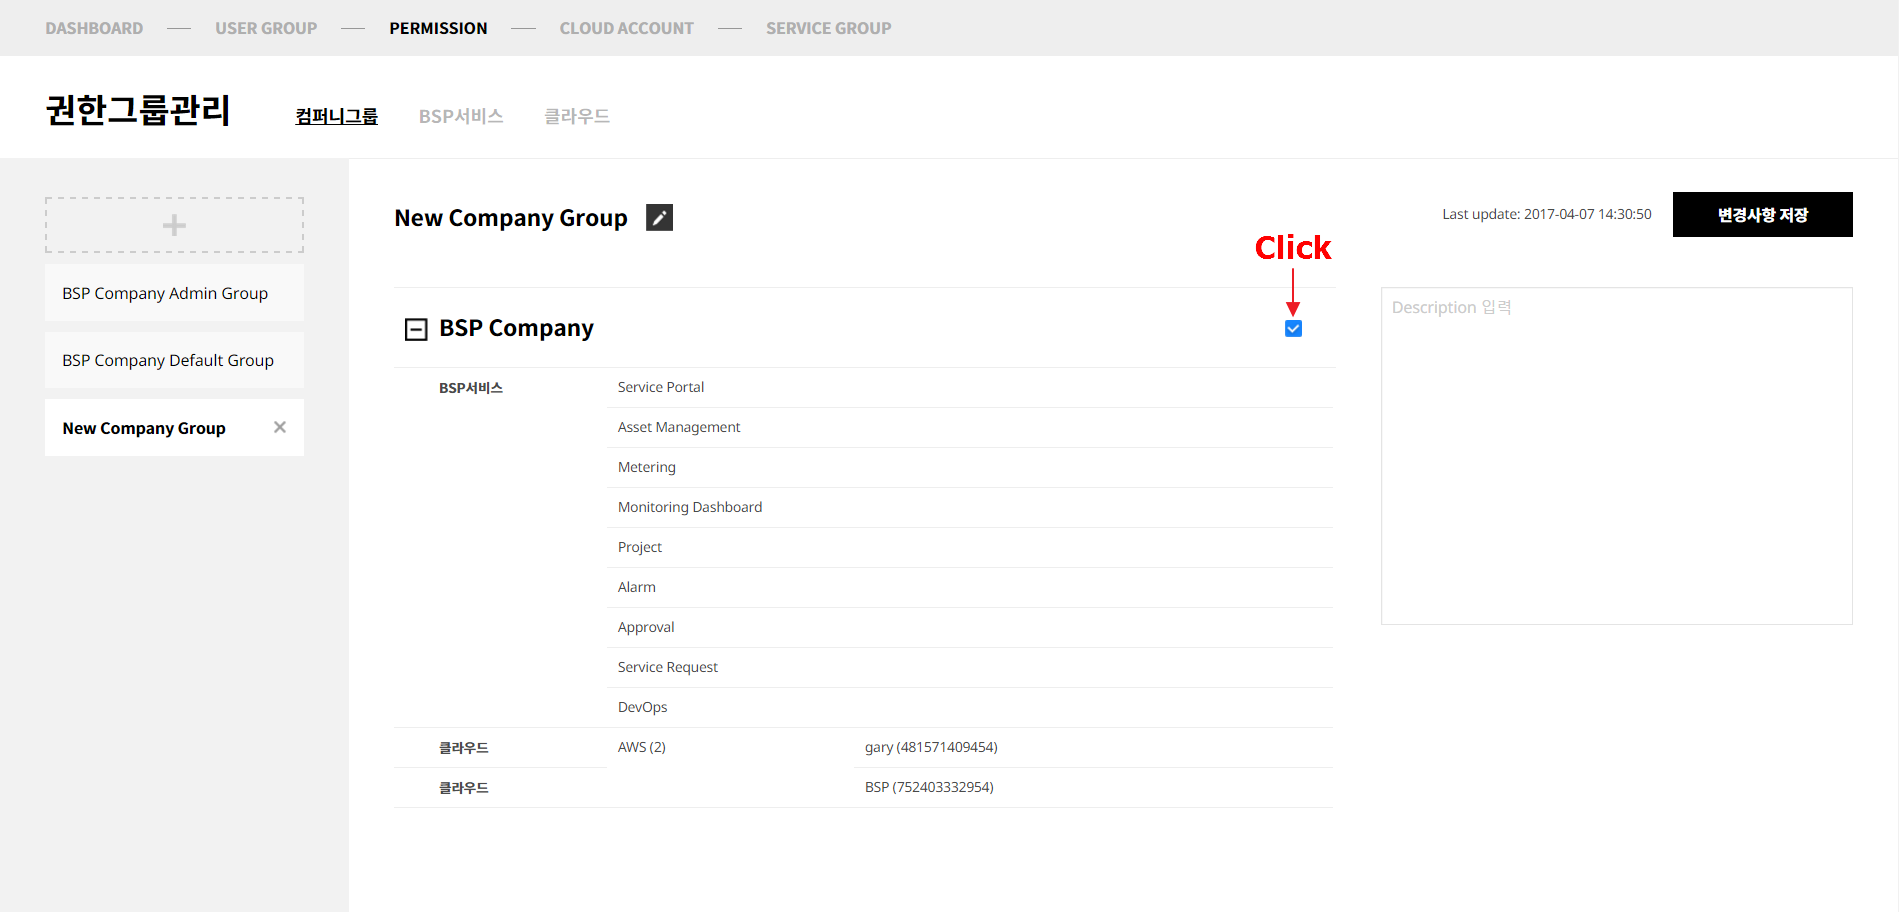 DASHBOARD — USER GROUP — PERMISSION — CLOUD ACCOUNT — SERVICE GROUP
권한그룹관리 컴퍼니그룹 BSP서비스 클라우드
BSP Company Admin Group
BSP Company Default Group
New Company Group
New Company Group
Last update: 2017-04-07 14:30:50 변경사항 저장
Click
BSP Company
BSP서비스 Service Portal
Asset Management
Metering
Monitoring Dashboard
Project
Alarm
Approval
Service Request
DevOps
클라우드 AWS (2) gary (481571409454)
클라우드 BSP (752403332954)
Description 입력